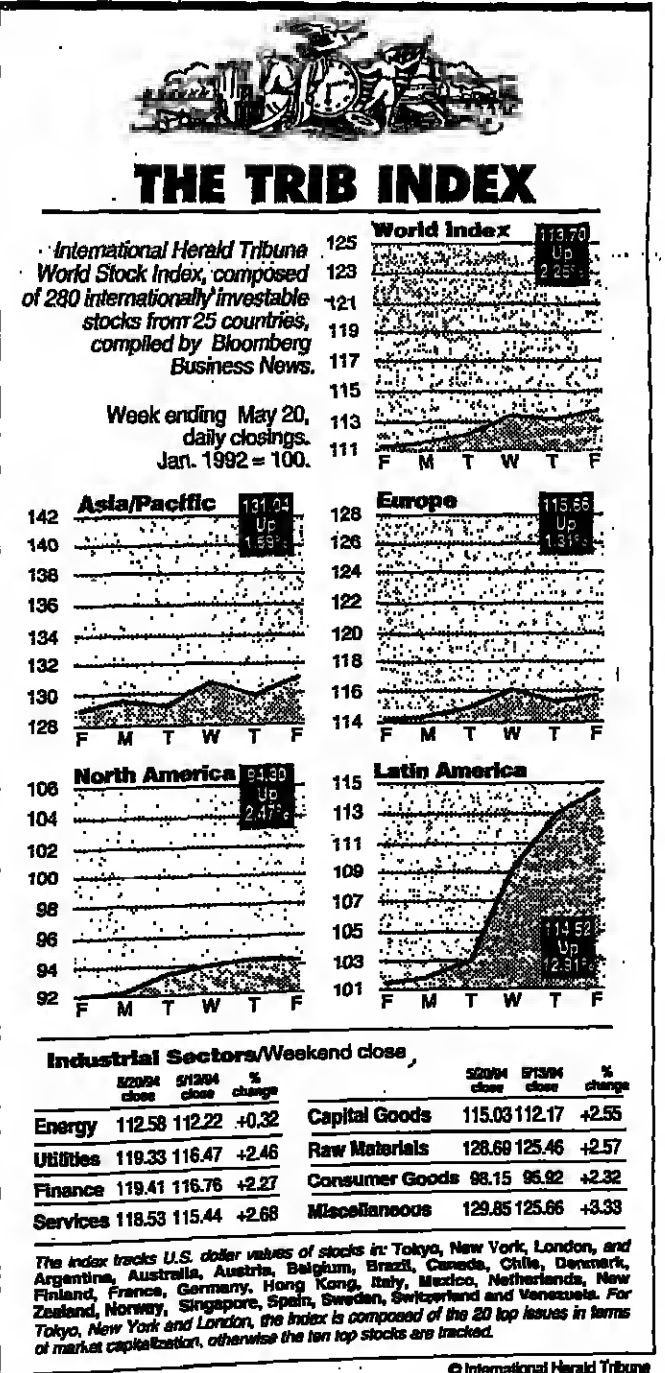 THE TRIB INDEX
International Herald Tribune
World Stock Index, composed
of 280 internationally investable
stocks from 25 countries,
compiled by Bloomberg
Business News.
Week ending May 20,
daily closings.
Jan. 1992 = 100.
World Index
113.70
Up
2.25%
125
123
121
119
117
115
113
111
F M T W T F
Asia/Pacific
131.04
Up
142
140
138
136
134
132
130
128
F M T W T F
Europe
115.66
Up
128
126
124
122
120
118
116
114
F M T W T F
North America
Up
2.47%
106
104
102
100
98
96
94
92
F M T W T F
Latin America
115
113
111
109
107
105
103
101
114.52
Up
F M T W T F
Industrial Sectors/Weekend close
5/20/94 close 5/13/94 close % change
Energy 112.58 112.22 +0.32
Utilities 119.33 116.47 +2.46
Finance 119.41 116.76 +2.27
Services 118.53 115.44 +2.68
5/20/94 close 5/13/94 close % change
Capital Goods 115.03 112.17 +2.55
Raw Materials 128.69 125.46 +2.57
Consumer Goods 98.15 95.92 +2.32
Miscellaneous 129.85 125.66 +3.33
The index tracks U.S. dollar values of stocks in: Tokyo, New York, London, and
Argentina, Australia, Austria, Belgium, Brazil, Canada, Chile, Denmark,
Finland, France, Germany, Hong Kong, Italy, Mexico, Netherlands, New
Zealand, Norway, Singapore, Spain, Sweden, Switzerland and Venezuela. For
Tokyo, New York and London, the index is composed of the 20 top issues in terms
of market capitalization, otherwise the ten top stocks are tracked.
© International Herald Tribune